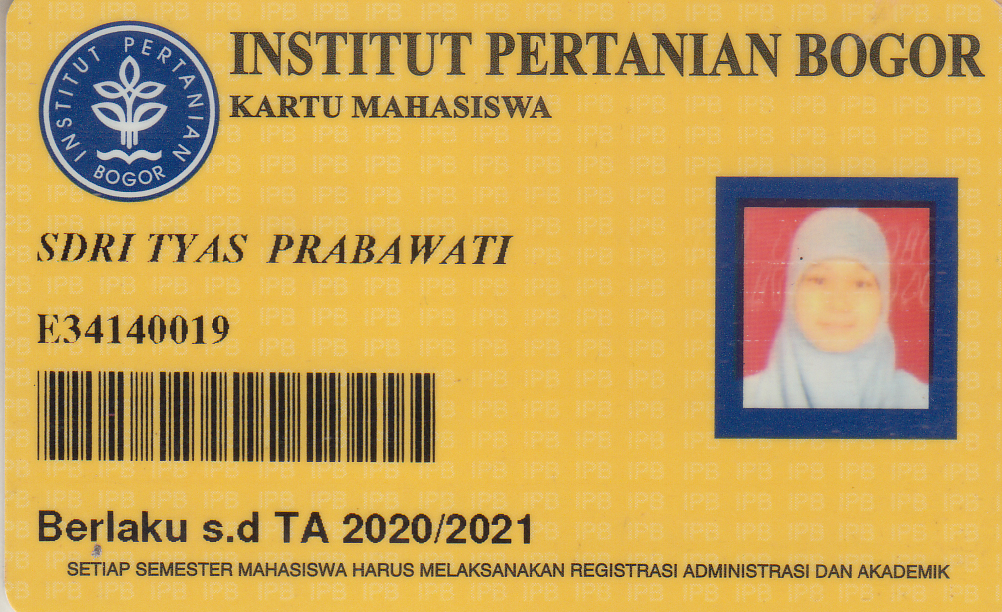 INSTITUT PERTANIAN BOGOR
INSTITUT PERTANIAN BOGOR
KARTU MAHASISWA
SDRI TYAS PRABAWATI
E34140019
Berlaku s.d TA 2020/2021
SETIAP SEMESTER MAHASISWA HARUS MELAKSANAKAN REGISTRASI ADMINISTRASI DAN AKADEMIK